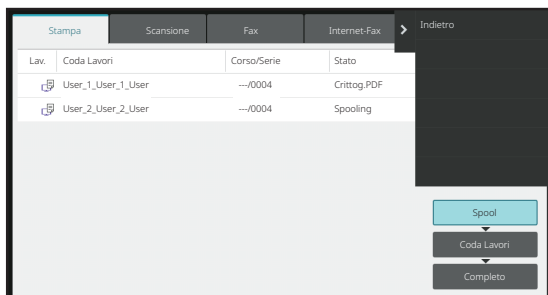 Stampa Scansione Fax Internet-Fax Indietro
Lav. Coda Lavori Corso/Serie Stato
User_1_User_1_User ---/0004 Crittog.PDF
User_2_User_2_User ---/0004 Spooling
Spool
Coda Lavori
Completo